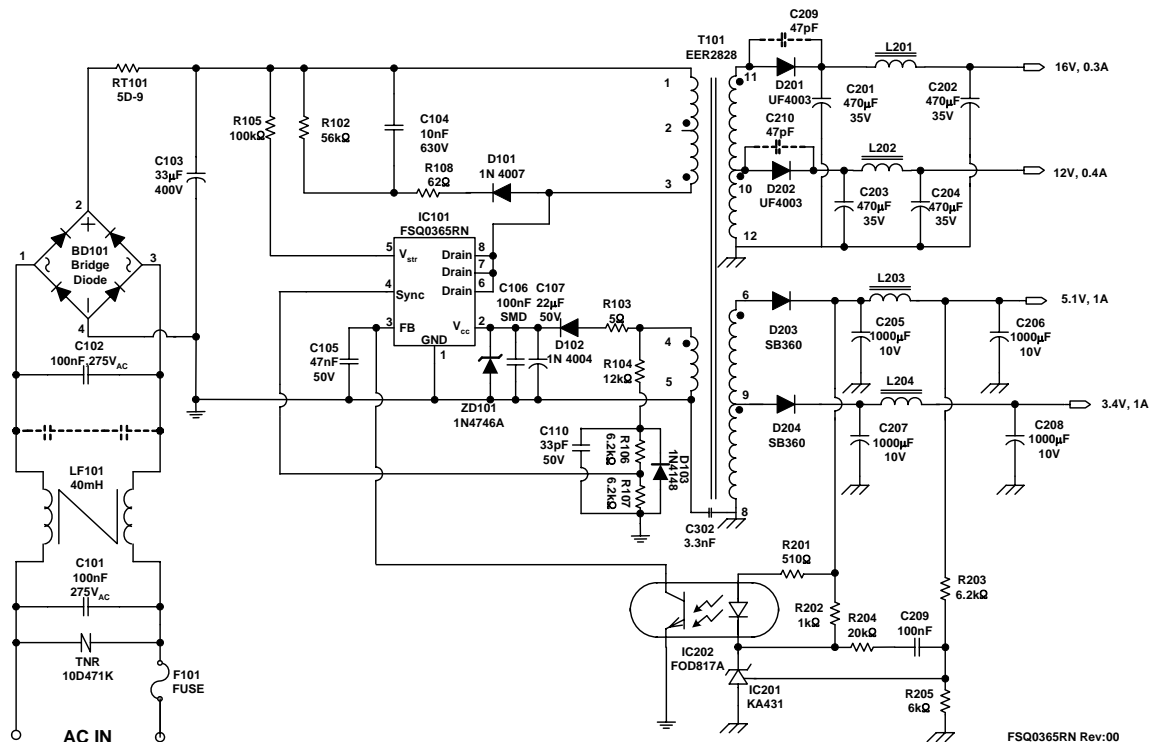 C209
47pF
T101
EER2828
L201
16V, 0.3A
RT101
5D-9
1
11
D201
UF4003
C201
470µF
35V
C202
470µF
35V
R105
100kΩ
R102
56kΩ
C104
10nF
630V
2
C210
47pF
L202
12V, 0.4A
C103
33µF
400V
R108
62Ω
D101
1N 4007
3
10
D202
UF4003
C203
470µF
35V
C204
470µF
35V
12
IC101
FSQ0365RN
2
BD101
Bridge
Diode
1
3
4
5
Vstr
Drain
8
Drain
7
Drain
6
4
Sync
3
FB
Vcc
2
GND
1
C106
100nF
SMD
C107
22µF
50V
D102
1N 4004
R103
5Ω
R104
12kΩ
4
5
6
D203
SB360
L203
5.1V, 1A
C205
1000µF
10V
C206
1000µF
10V
C102
100nF,275VAC
C105
47nF
50V
ZD101
1N4746A
9
D204
SB360
L204
3.4V, 1A
C207
1000µF
10V
C208
1000µF
10V
C110
33pF
50V
R106
6.2kΩ
R107
6.2kΩ
D103
1N4148
LF101
40mH
C302
3.3nF
8
C101
100nF
275VAC
R201
510Ω
R203
6.2kΩ
R202
1kΩ
R204
20kΩ
C209
100nF
TNR
10D471K
F101
FUSE
IC202
FOD817A
IC201
KA431
R205
6kΩ
AC IN
FSQ0365RN Rev:00